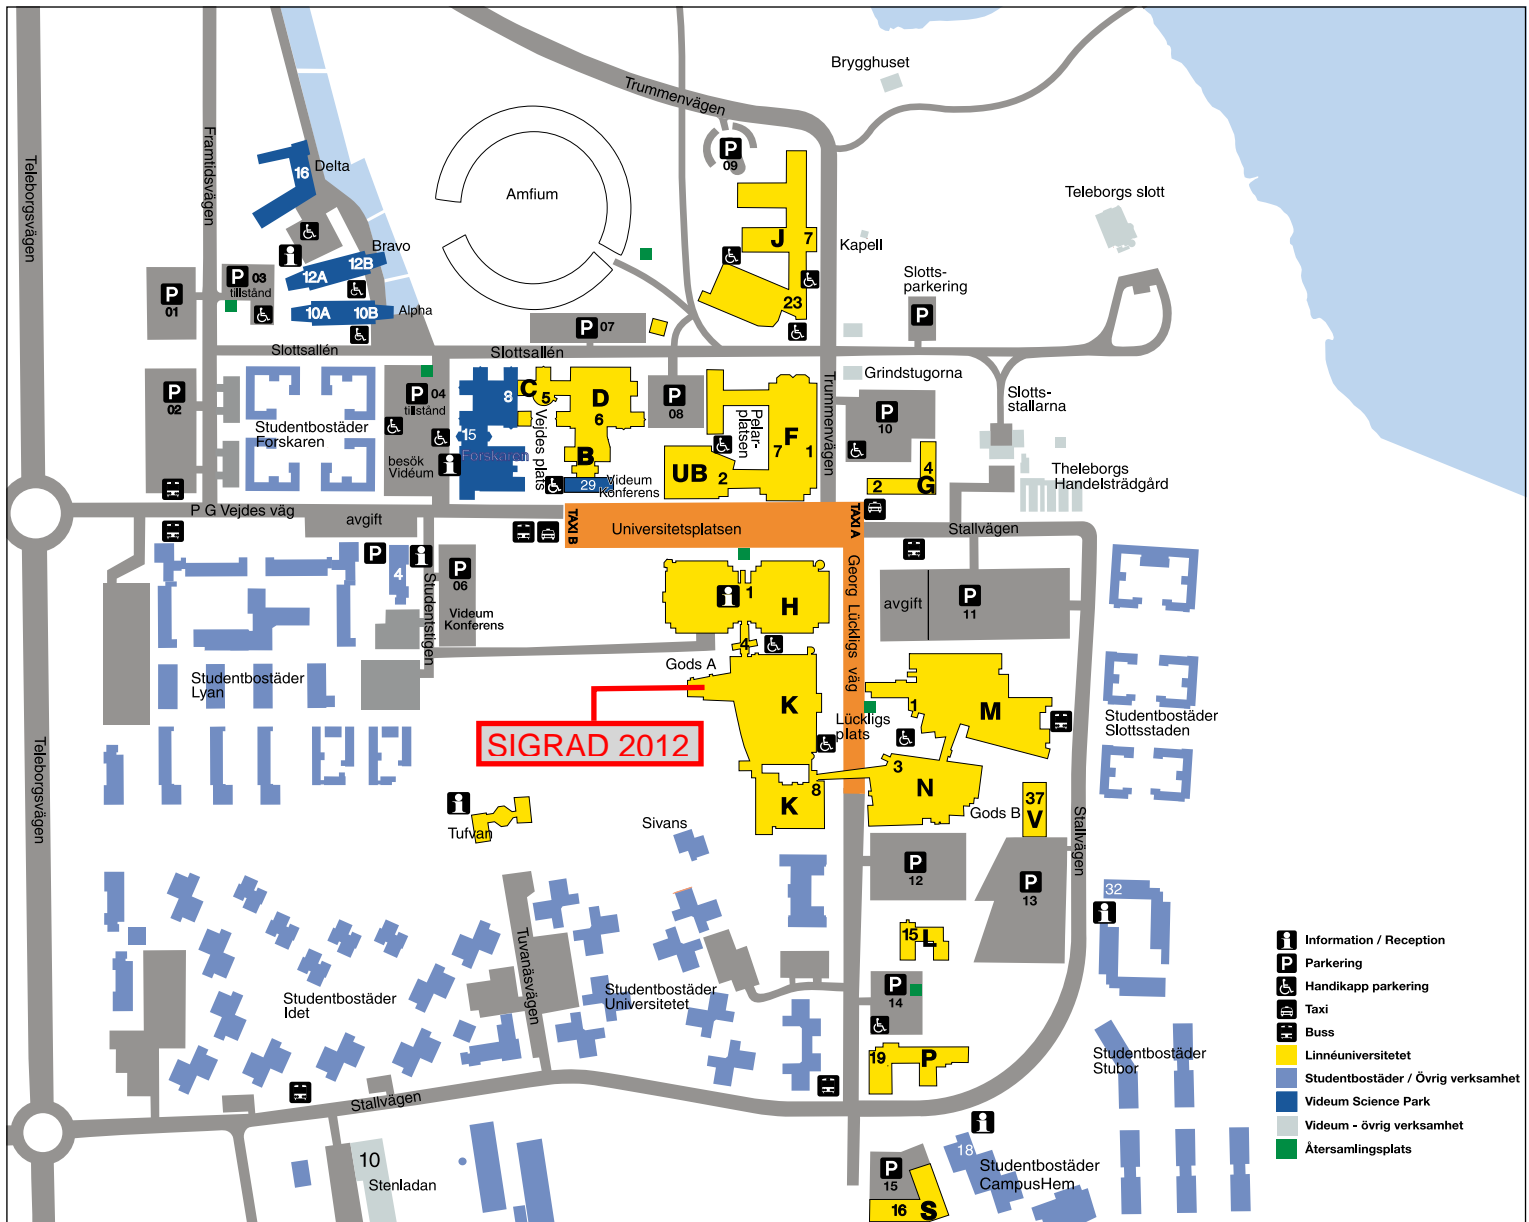 Brygghuset
Trummenvägen
P
09
Teleborgsvägen
Framtidsvägen
16
Delta
Amfium
Teleborgs slott
J
7
Kapell
Bravo
12B
12A
P
03
tillstånd
P
01
10A
10B
Alpha
23
Slotts-
parkering
P
P
07
Slottsallén
Slottsallén
Grindstugorna
Trummenvägen
P
02
P
04
tillstånd
8
C
5
D
6
P
08
Slotts-
stallarna
Studentbostäder
Forskaren
15
Forskaren
Vejdes plats
Pelar-
platsen
F
7
1
P
10
besök
Vidéum
B
29
Videum
Konferens
UB
2
4
G
2
Theleborgs
Handelsträdgård
P G Vejdes väg
avgift
TAXI B
Universitetsplatsen
TAXI A
Stallvägen
P
4
Studentstigen
P
06
Videum
Konferens
1
H
4
Georg Lückligs väg
avgift
P
11
Gods A
Studentbostäder
Lyan
K
1
M
Lückligs
plats
Studentbostäder
Slottsstaden
SIGRAD 2012
Teleborgsvägen
3
N
K
8
37
V
Gods B
Stallvägen
Tufvan
Sivans
P
12
P
13
32
15
L
Tuvanäsvägen
Studentbostäder
Idet
Studentbostäder
Universitetet
P
14
19
P
Studentbostäder
Stubor
Stallvägen
10
Stenladan
18
Studentbostäder
CampusHem
P
15
16
S
Information / Reception
P
Parkering
Handikapp parkering
Taxi
Buss
Linnéuniversitetet
Studentbostäder / Övrig verksamhet
Videum Science Park
Videum - övrig verksamhet
Återsamlingsplats